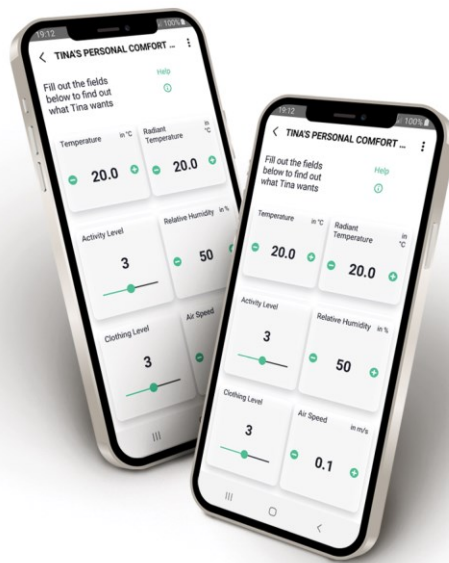 19:12
100%
TINA'S PERSONAL COMFORT ...
Fill out the fields
below to find out
what Tina wants
Help
Temperature in °C
20.0
Radiant
Temperature
in
°C
20.0
Activity Level
3
Relative Humidity in %
50
Clothing Level
3
Air Speed
19:12
100%
TINA'S PERSONAL COMFORT ...
Fill out the fields
below to find out
what Tina wants
Help
Temperature in °C
20.0
Radiant
Temperature
in
°C
20.0
Activity Level
3
Relative Humidity in %
50
Clothing Level
3
Air Speed in m/s
0.1